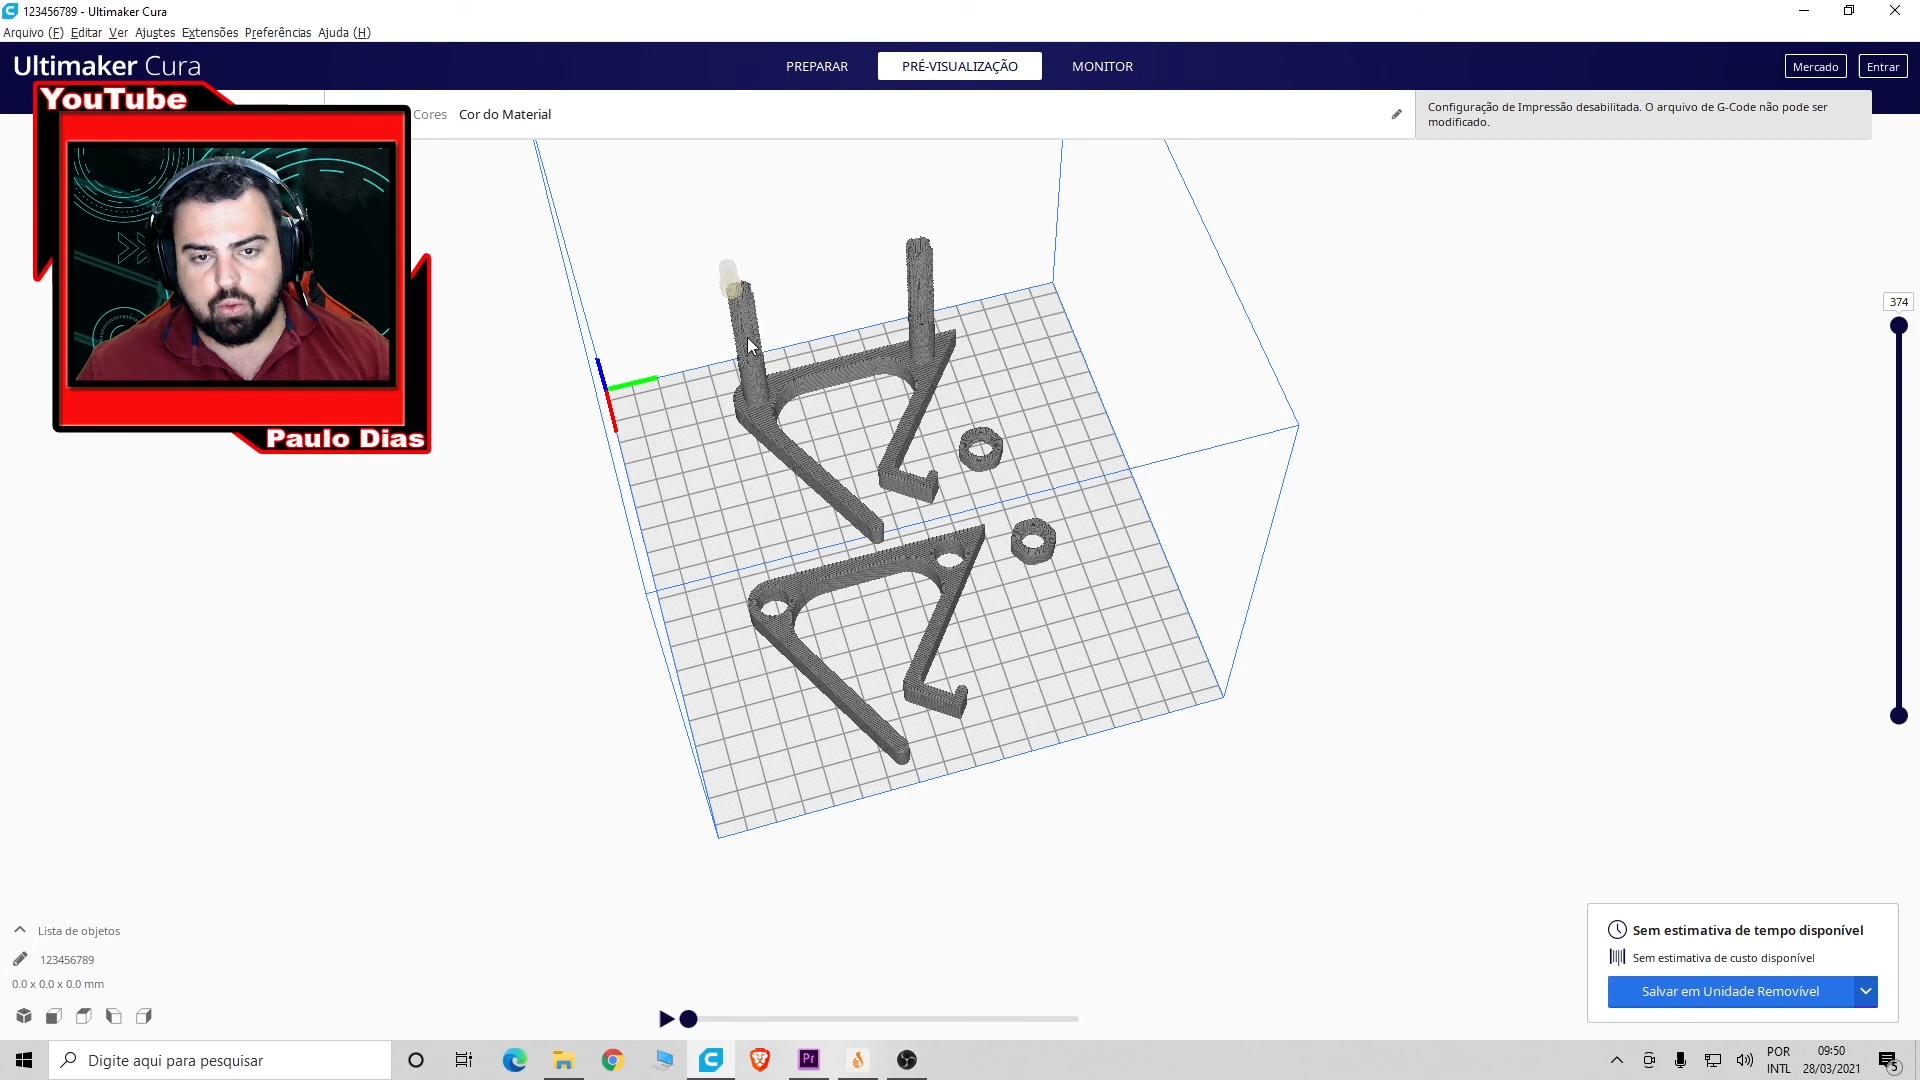 123456789 - Ultimaker Cura
Arquivo (F) Editar Ver Ajustes Extensões Preferências Ajuda (H)
Ultimaker Cura
PREPARAR
PRÉ-VISUALIZAÇÃO
MONITOR
Mercado
Entrar
YouTube
Cores
Cor do Material
Configuração de Impressão desabilitada. O arquivo de G-Code não pode ser
modificado.
374
Paulo Dias
Lista de objetos
123456789
0.0 x 0.0 x 0.0 mm
Sem estimativa de tempo disponível
Sem estimativa de custo disponível
Salvar em Unidade Removível
Digite aqui para pesquisar
Pr
POR
INTL
09:50
28/03/2021
5